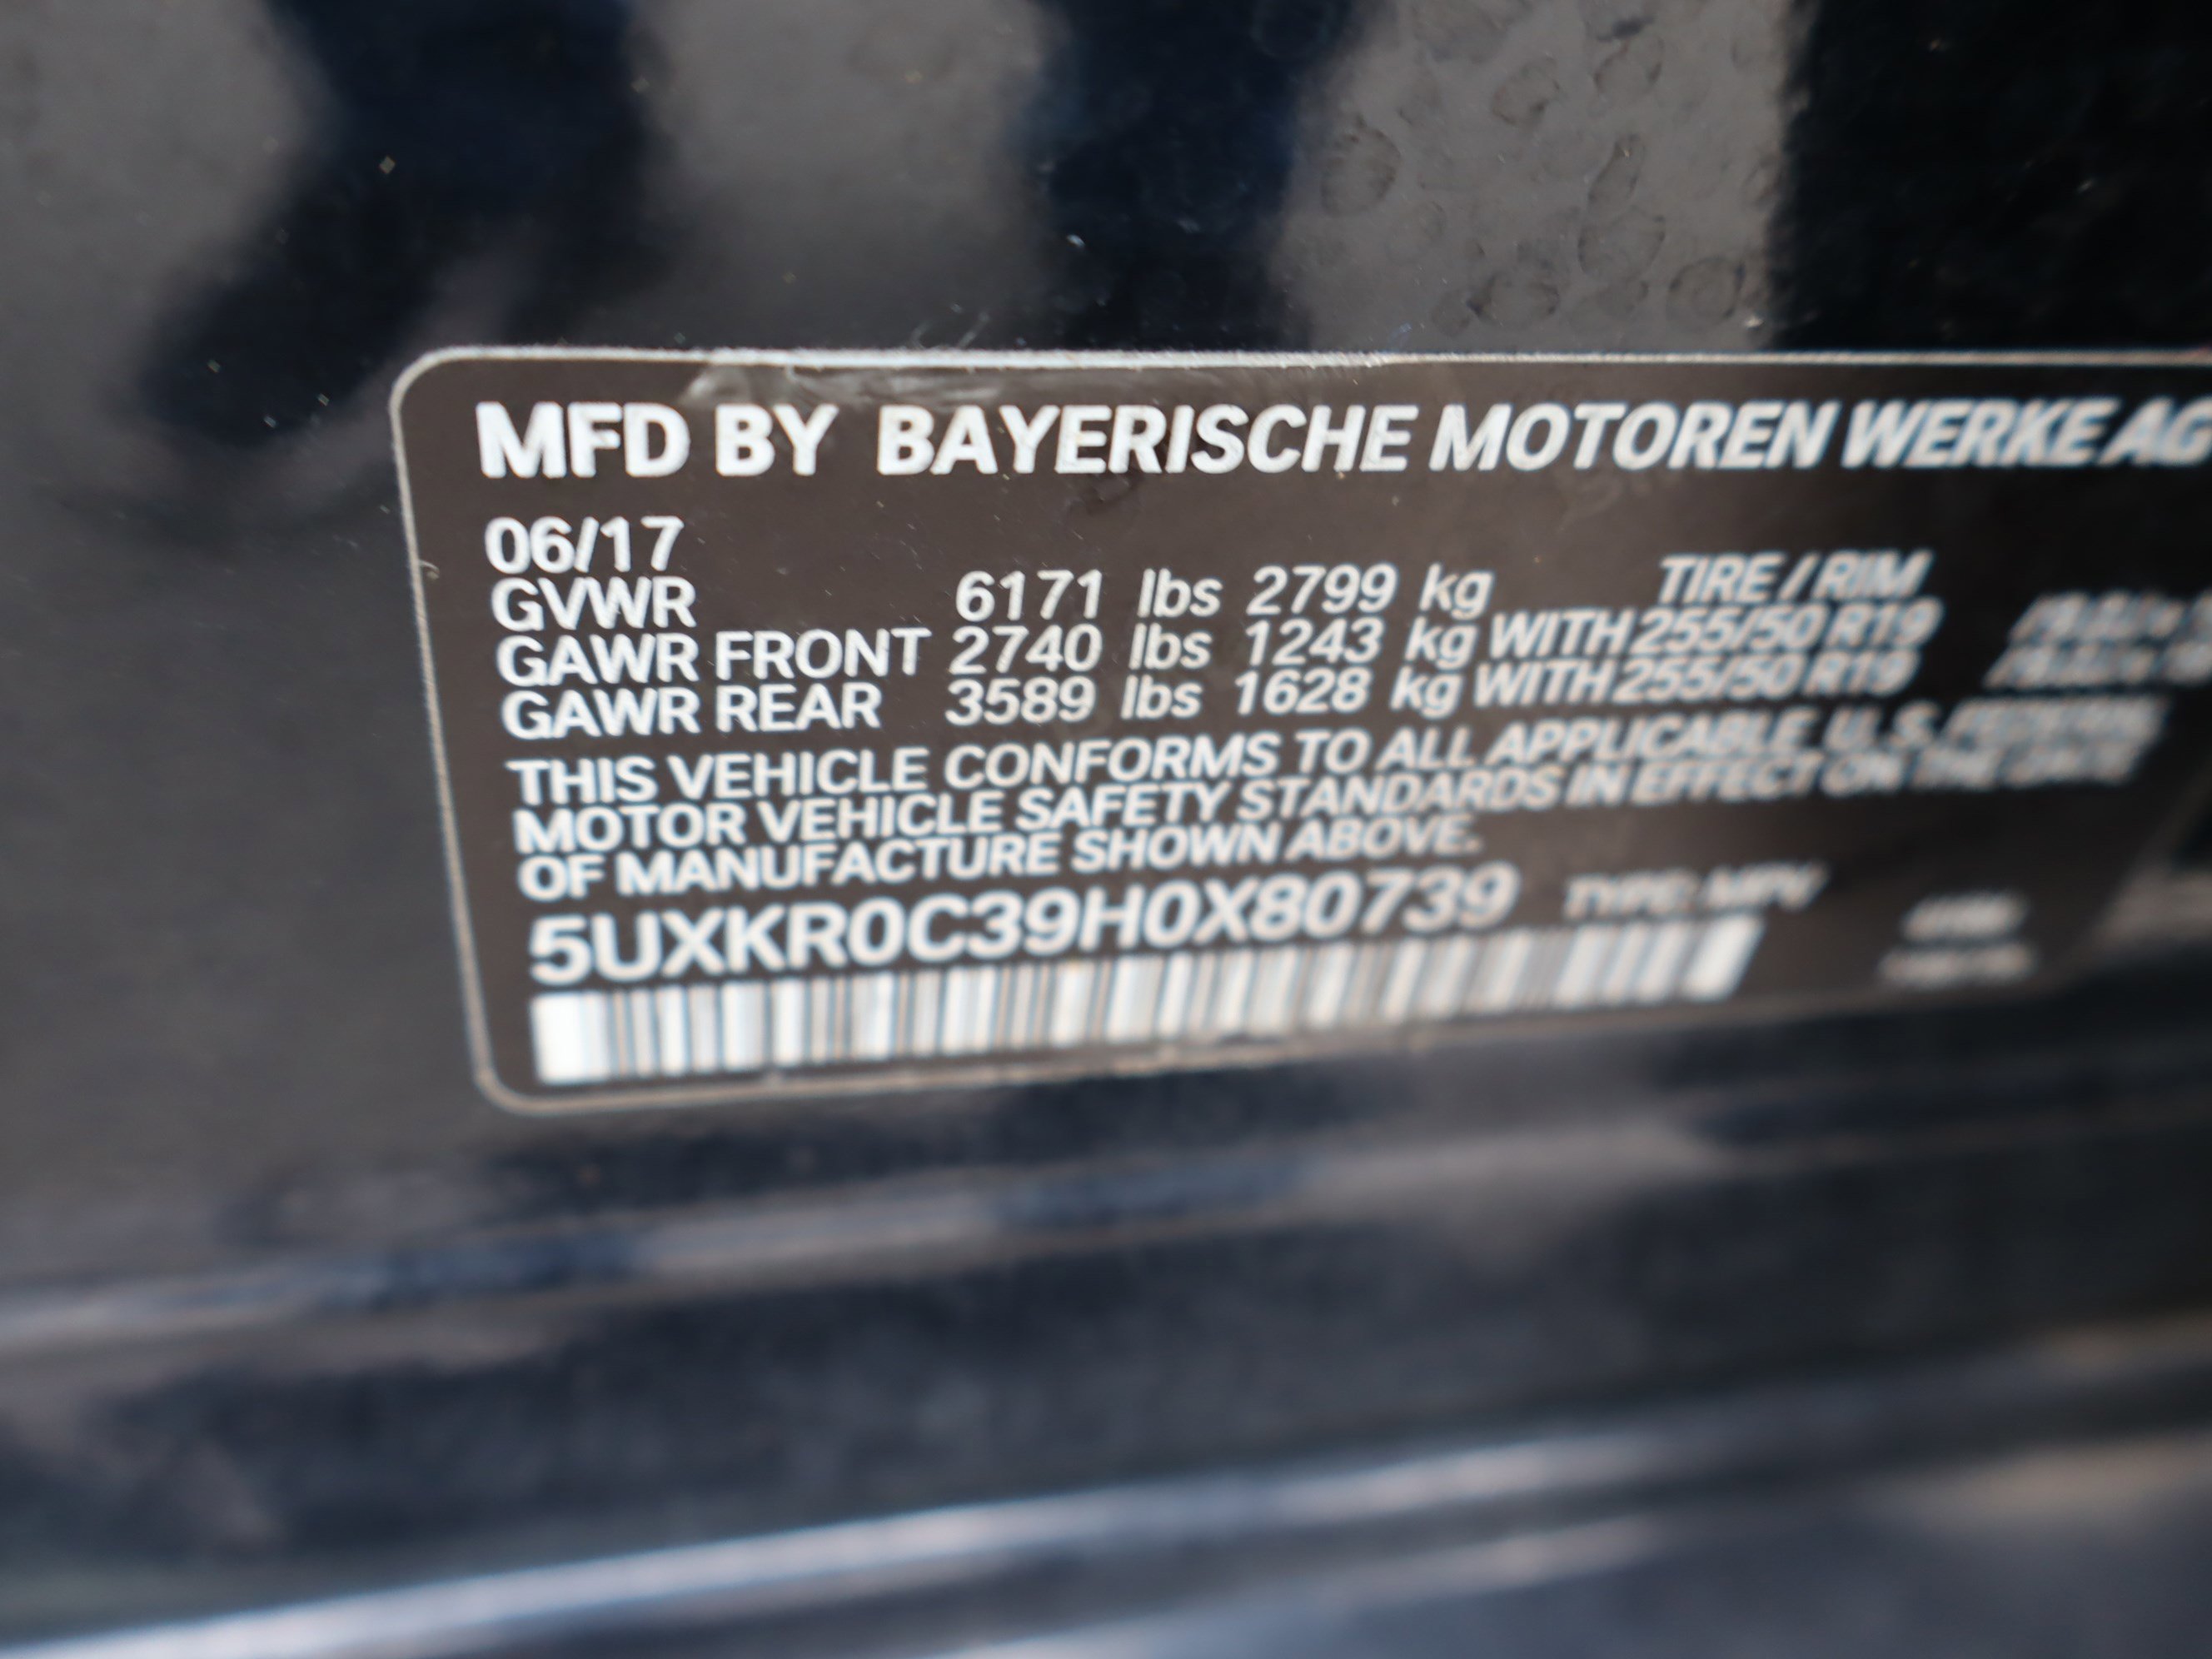 MFD BY BAYERISCHE MOTOREN WERKE AG
06/17 TIRE / RIM
GVWR 6171 lbs 2799 kg
GAWR FRONT 2740 lbs 1243 kg WITH 255/50 R19
GAWR REAR 3589 lbs 1628 kg WITH 255/50 R19
THIS VEHICLE CONFORMS TO ALL APPLICABLE U.S. FEDERAL
MOTOR VEHICLE SAFETY STANDARDS IN EFFECT ON THE DATE
OF MANUFACTURE SHOWN ABOVE.
5UXKR0C39H0X80739 TYPE: MPV